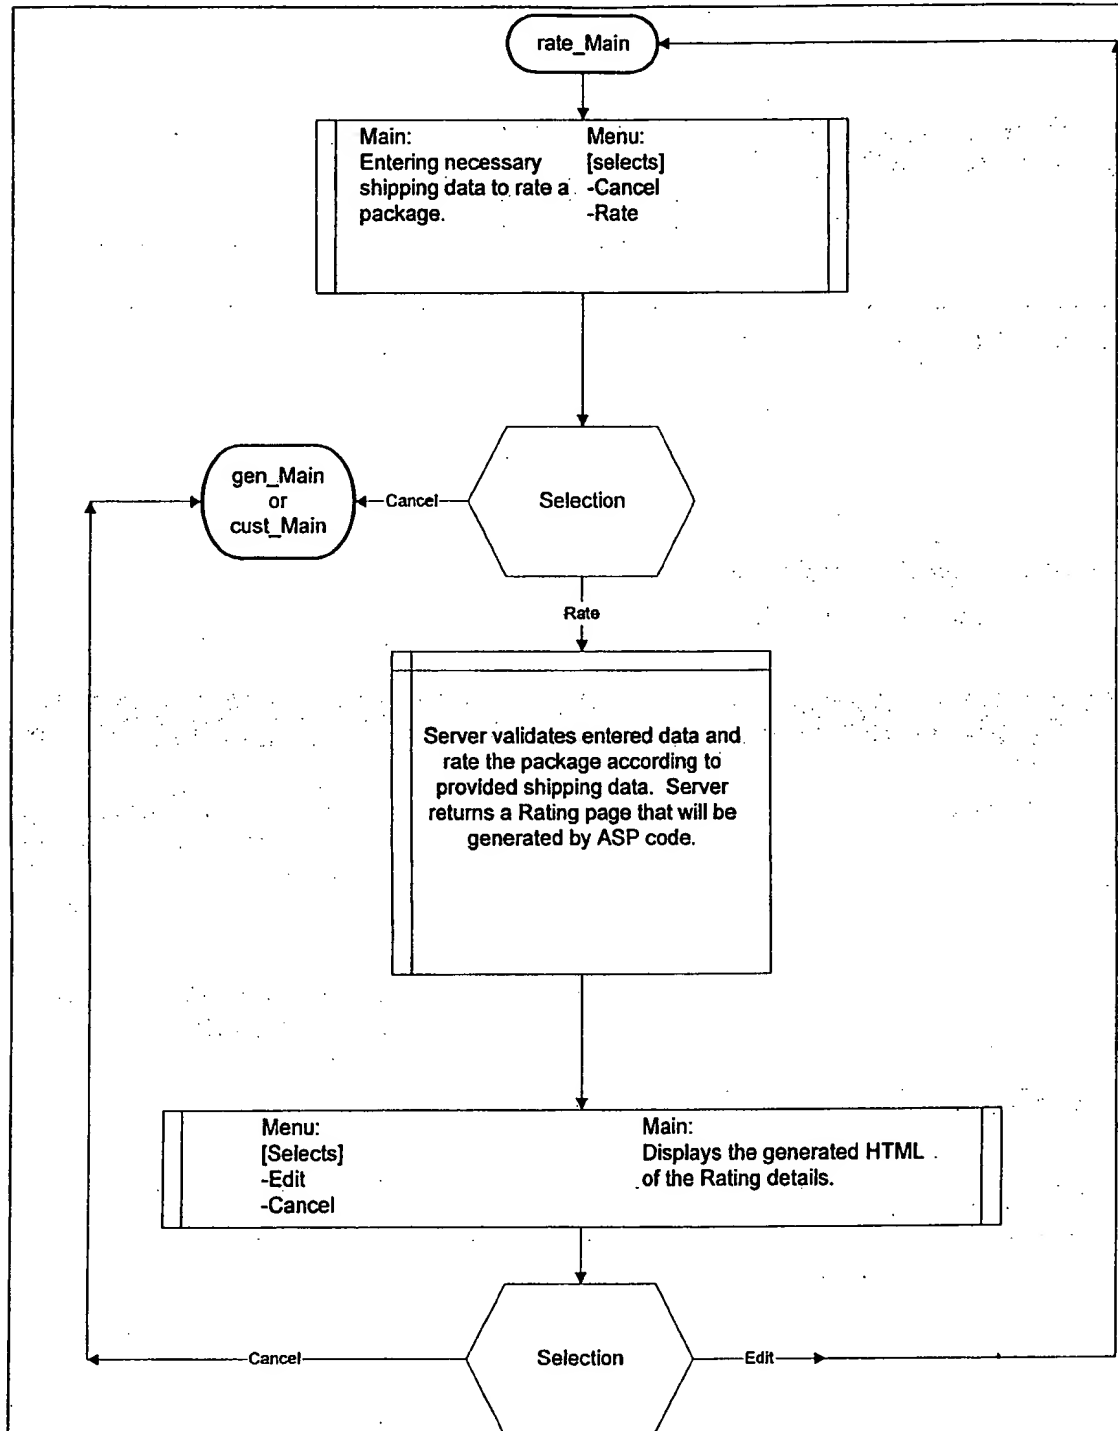 rate_Main
Main:
Entering necessary
shipping data to rate a
package.
Menu:
[selects]
-Cancel
-Rate
gen_Main
or
cust_Main
Cancel
Selection
Rate
Server validates entered data and
rate the package according to
provided shipping data. Server
returns a Rating page that will be
generated by ASP code.
Menu:
[Selects]
-Edit
-Cancel
Main:
Displays the generated HTML
of the Rating details.
Cancel
Selection
Edit